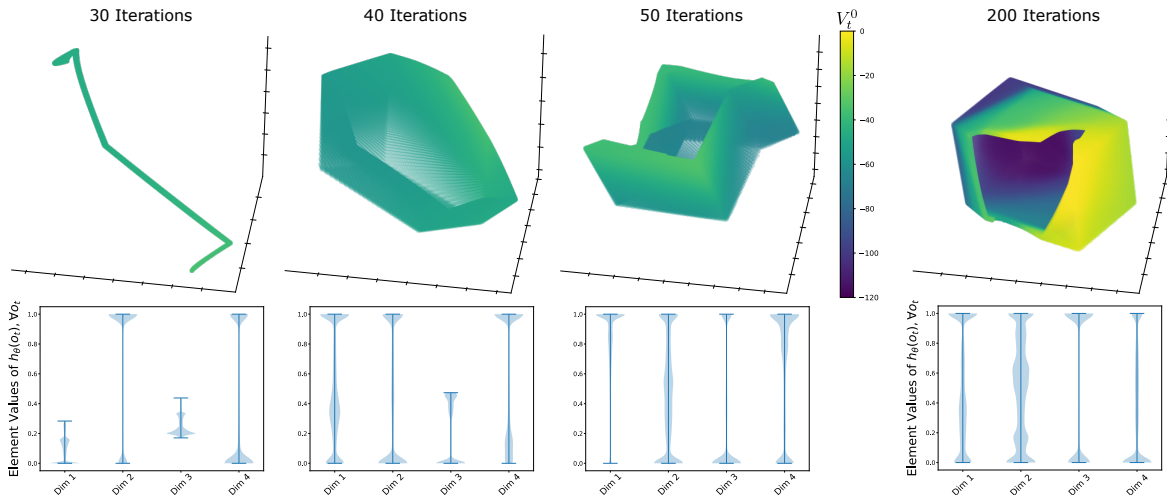 30 Iterations
40 Iterations
50 Iterations
200 Iterations
V_t^0
0
−20
−40
−60
−80
−100
−120
Element Values of h_θ(o_t), ∀o_t
1.0
0.8
0.6
0.4
0.2
0.0
Dim 1
Dim 2
Dim 3
Dim 4
1.0
0.8
0.6
0.4
0.2
0.0
Dim 1
Dim 2
Dim 3
Dim 4
1.0
0.8
0.6
0.4
0.2
0.0
Dim 1
Dim 2
Dim 3
Dim 4
Element Values of h_θ(o_t), ∀o_t
1.0
0.8
0.6
0.4
0.2
0.0
Dim 1
Dim 2
Dim 3
Dim 4